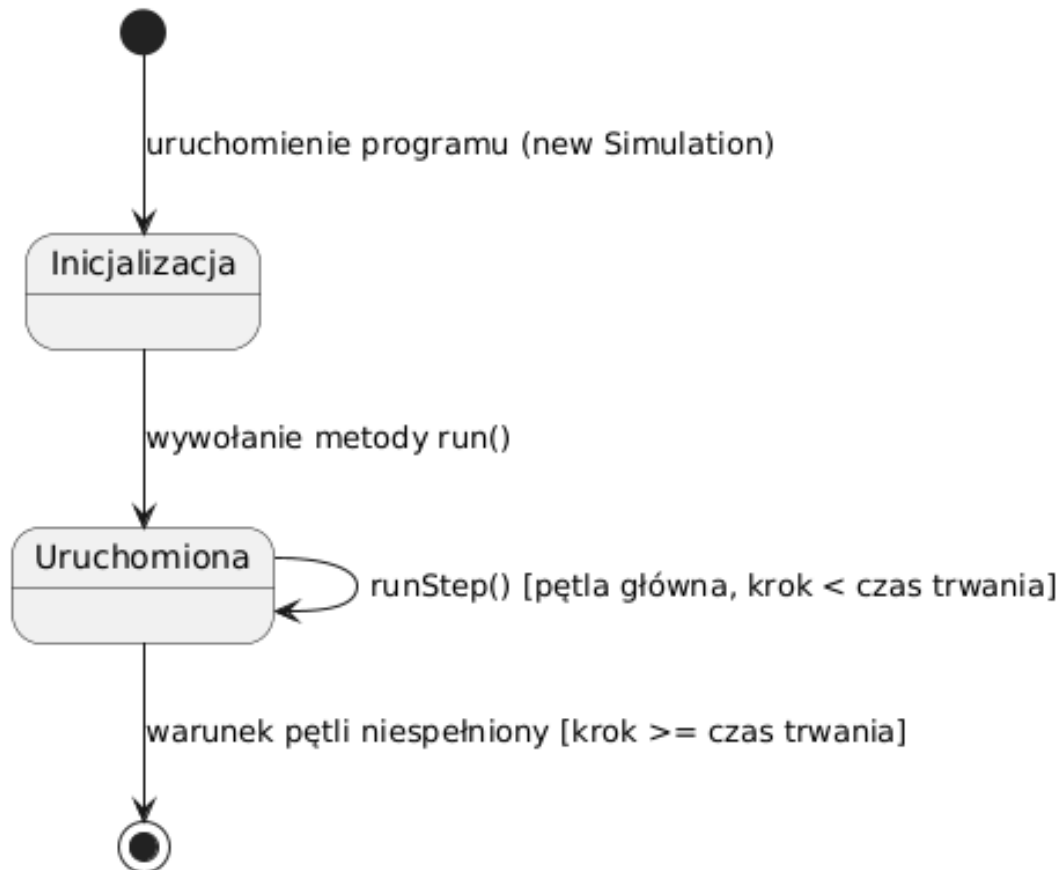 uruchomienie programu (new Simulation)
Inicjalizacja
wywołanie metody run()
Uruchomiona
runStep() [pętla główna, krok < czas trwania]
warunek pętli niespełniony [krok >= czas trwania]